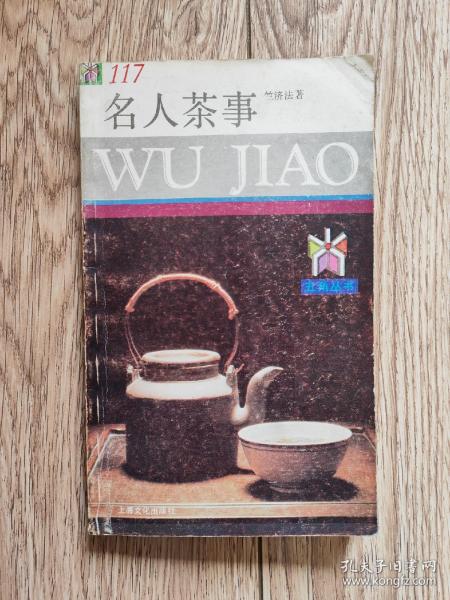 117
名人茶事
竺济法著
WU JIAO
五角丛书
上海文化出版社
孔夫子旧书网
www.kongfz.com